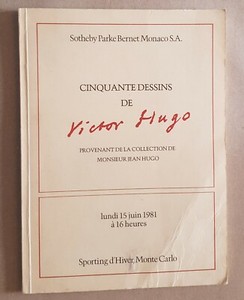 Sotheby Parke Bernet Monaco S.A.
CINQUANTE DESSINS
DE
Victor Hugo
PROVENANT DE LA COLLECTION DE
MONSIEUR JEAN HUGO
lundi 15 juin 1981
à 16 heures
Sporting d'Hiver, Monte Carlo